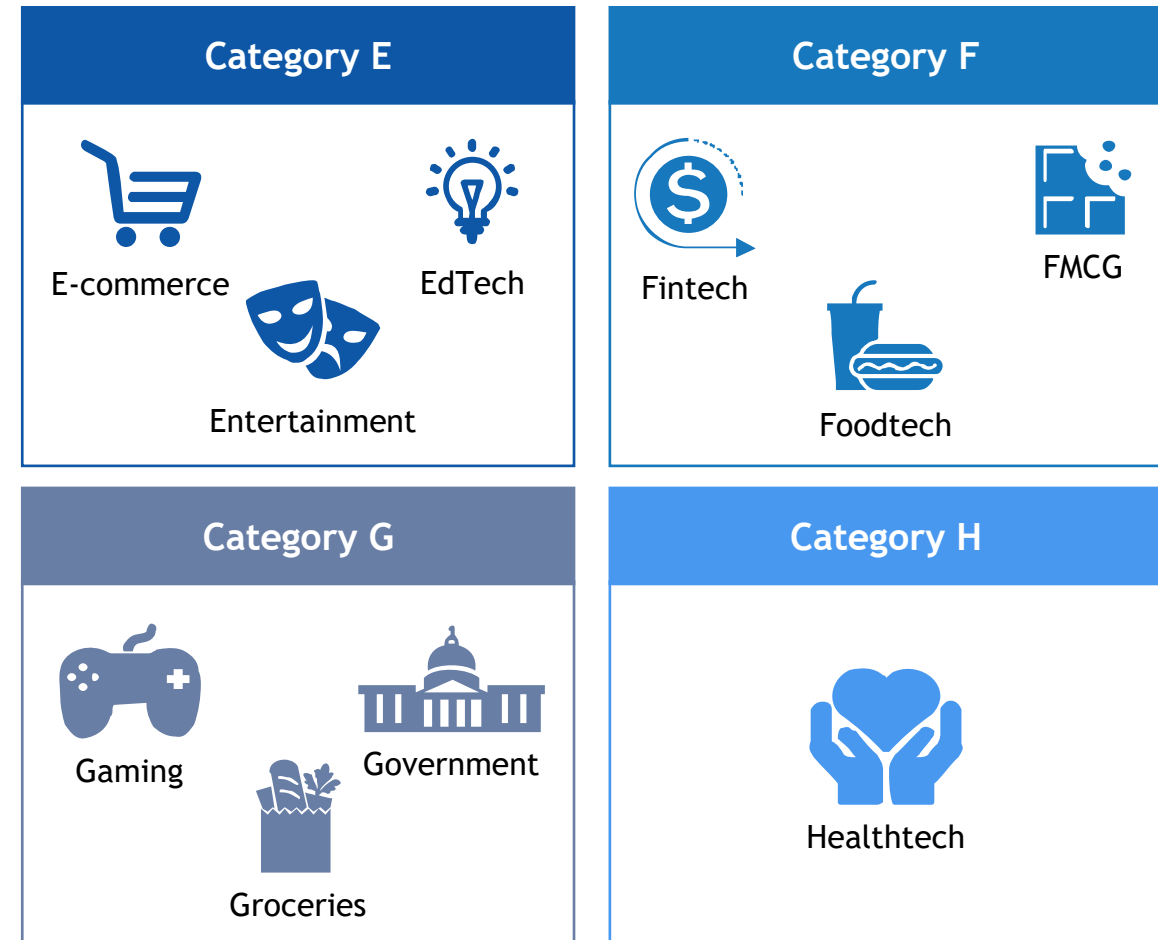 Category E
E-commerce
EdTech
Entertainment
Category F
$
Fintech
FMCG
Foodtech
Category G
Gaming
Government
Groceries
Category H
Healthtech